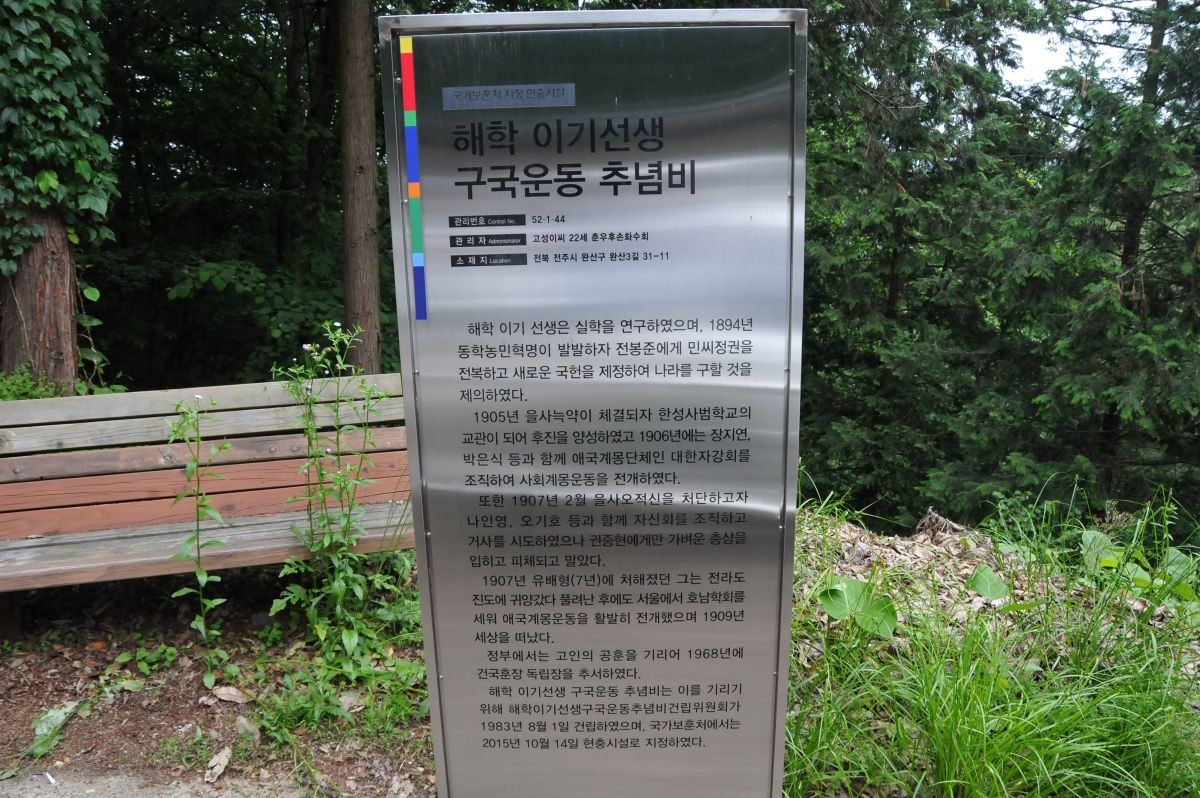 국가보훈처 지정 현충시설
해학 이기선생
구국운동 추념비
관리번호 Control No. 52-1-44
관 리 자 Administrator 고성이씨 22세 춘우후손화수회
소 재 지 Location 전북 전주시 완산구 완산3길 31-11
해학 이기 선생은 실학을 연구하였으며, 1894년
동학농민혁명이 발발하자 전봉준에게 민씨정권을
전복하고 새로운 국헌을 제정하여 나라를 구할 것을
제의하였다.
1905년 을사늑약이 체결되자 한성사범학교의
교관이 되어 후진을 양성하였고 1906년에는 장지연,
박은식 등과 함께 애국계몽단체인 대한자강회를
조직하여 사회계몽운동을 전개하였다.
또한 1907년 2월 을사오적신을 처단하고자
나인영, 오기호 등과 함께 자신회를 조직하고
거사를 시도하였으나 권중현에게만 가벼운 총상을
입히고 피체되고 말았다.
1907년 유배형(7년)에 처해졌던 그는 전라도
진도에 귀양갔다 풀려난 후에도 서울에서 호남학회를
세워 애국계몽운동을 활발히 전개했으며 1909년
세상을 떠났다.
정부에서는 고인의 공훈을 기리어 1968년에
건국훈장 독립장을 추서하였다.
해학 이기선생 구국운동 추념비는 이를 기리기
위해 해학이기선생구국운동추념비건립위원회가
1983년 8월 1일 건립하였으며, 국가보훈처에서는
2015년 10월 14일 현충시설로 지정하였다.